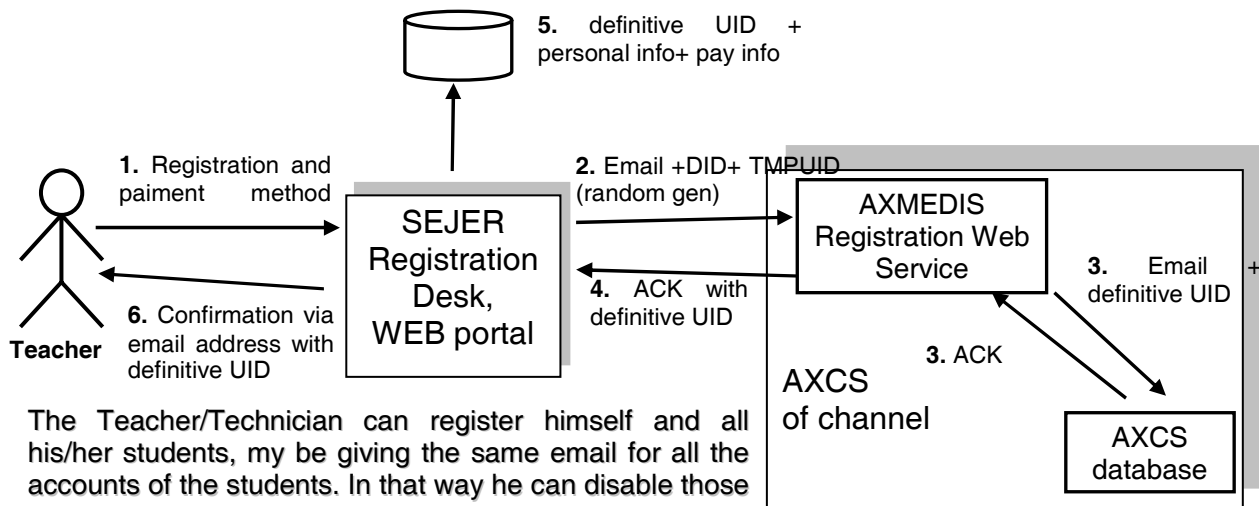 5. definitive UID +
personal info+ pay info
1. Registration and
paiment method
2. Email +DID+ TMPUID
(random gen)
SEJER
Registration
Desk,
WEB portal
AXMEDIS
Registration Web
Service
3. Email +
definitive UID
4. ACK with
definitive UID
6. Confirmation via
email address with
definitive UID
Teacher
3. ACK
AXCS
of channel
AXCS
database
The Teacher/Technician can register himself and all
his/her students, my be giving the same email for all the
accounts of the students. In that way he can disable those